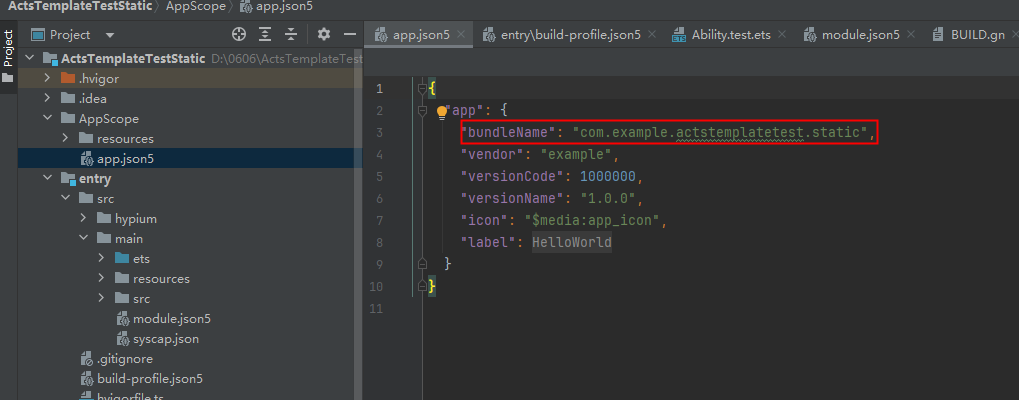 ActsTemplateTestStatic > AppScope > app.json5
Project
Project
ActsTemplateTestStatic D:\0606\ActsTemplateTest
.hvigor
.idea
AppScope
resources
app.json5
entry
src
hypium
main
ets
resources
src
module.json5
syscap.json
.gitignore
build-profile.json5
hvigorfile.ts
app.json5 entry\build-profile.json5 Ability.test.ets module.json5 BUILD.gn
1 {
2 "app": {
3 "bundleName": "com.example.actstemplatetest.static",
4 "vendor": "example",
5 "versionCode": 1000000,
6 "versionName": "1.0.0",
7 "icon": "$media:app_icon",
8 "label": HelloWorld
9 }
10 }
11